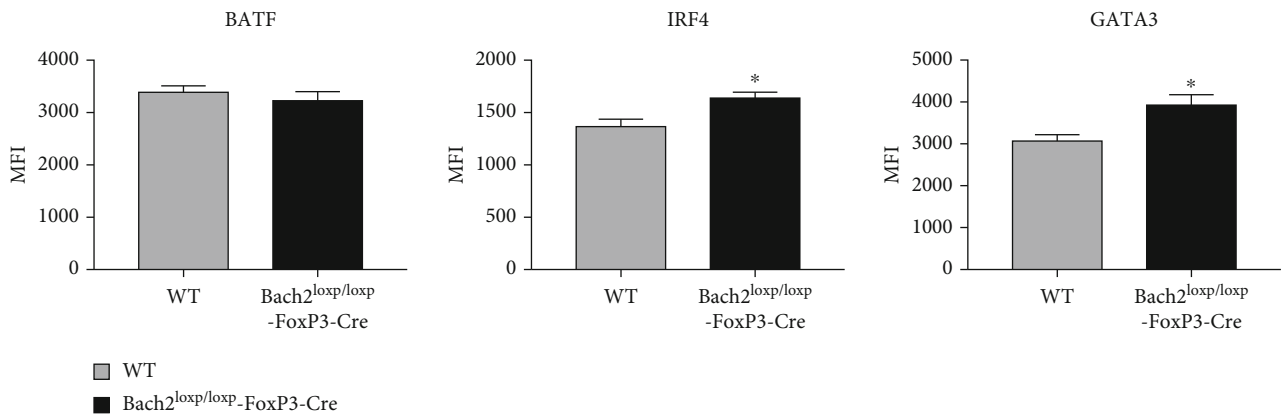 BATF
MFI
4000
3000
2000
1000
0
WT
Bach2loxp/loxp
-FoxP3-Cre
IRF4
MFI
2000
1500
1000
500
0
*
WT
Bach2loxp/loxp
-FoxP3-Cre
GATA3
MFI
5000
4000
3000
2000
1000
0
*
WT
Bach2loxp/loxp
-FoxP3-Cre
WT
Bach2loxp/loxp-FoxP3-Cre